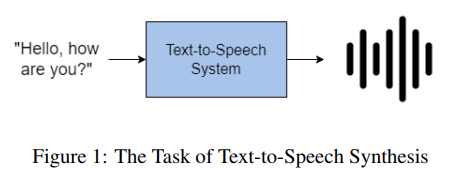 "Hello, how
are you?"
Text-to-Speech
System
Figure 1: The Task of Text-to-Speech Synthesis